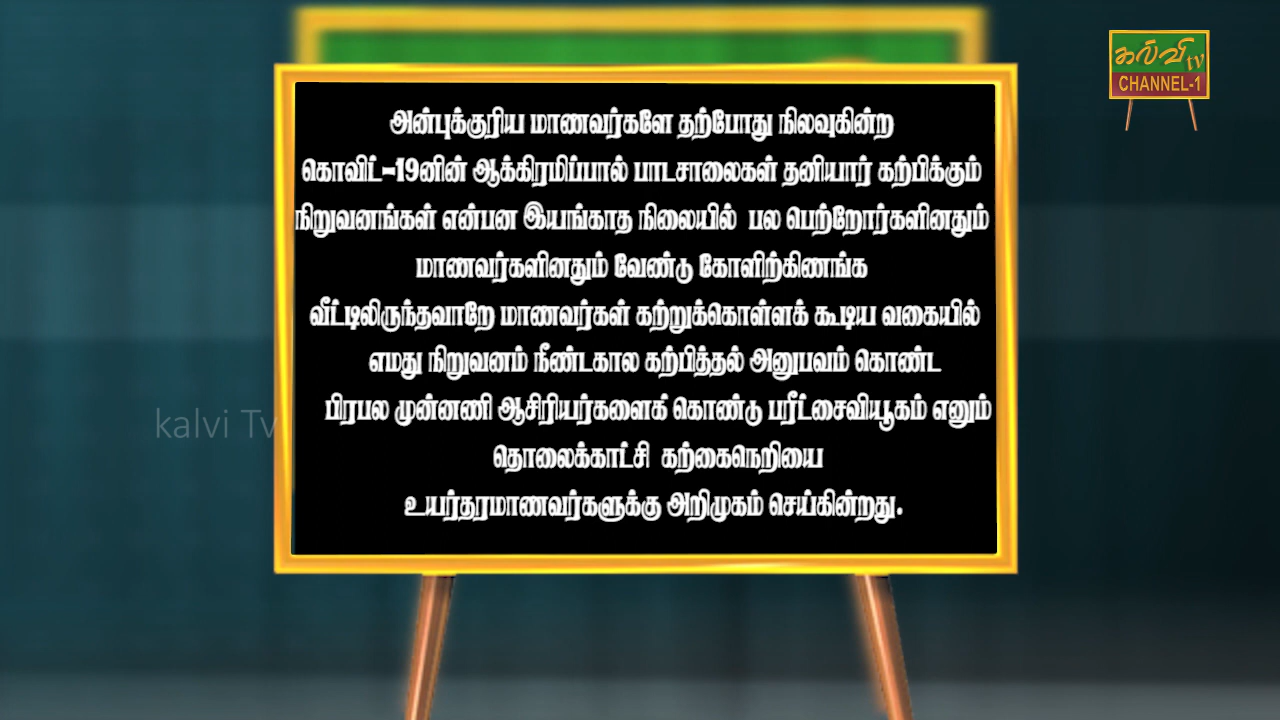 கல்வி tv
CHANNEL-1
அன்புக்குரிய மாணவர்களே தற்போது நிலவுகின்ற
கொவிட்-19னின் ஆக்கிரமிப்பால் பாடசாலைகள் தனியார் கற்பிக்கும்
நிறுவனங்கள் என்பன இயங்காத நிலையில் பல பெற்றோர்களினதும்
மாணவர்களினதும் வேண்டு கோளிற்கிணங்க
வீட்டிலிருந்தவாறே மாணவர்கள் கற்றுக்கொள்ளக் கூடிய வகையில்
எமது நிறுவனம் நீண்டகால கற்பித்தல் அனுபவம் கொண்ட
பிரபல முன்னணி ஆசிரியர்களைக் கொண்டு பரீட்சைவியூகம் எனும்
தொலைக்காட்சி கற்கைநெறியை
உயர்தரமாணவர்களுக்கு அறிமுகம் செய்கின்றது.
kalvi Tv